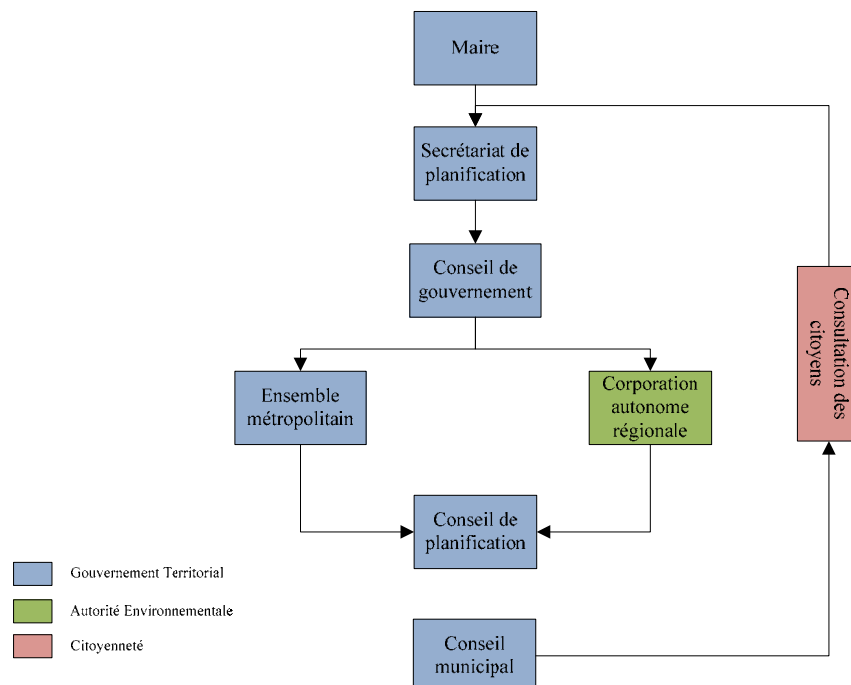 Maire
Secrétariat de
planification
Conseil de
gouvernement
Ensemble
métropolitain
Corporation
autonome
régionale
Consultation des
citoyens
Conseil de
planification
Conseil
municipal
Gouvernement Territorial
Autorité Environnementale
Citoyenneté